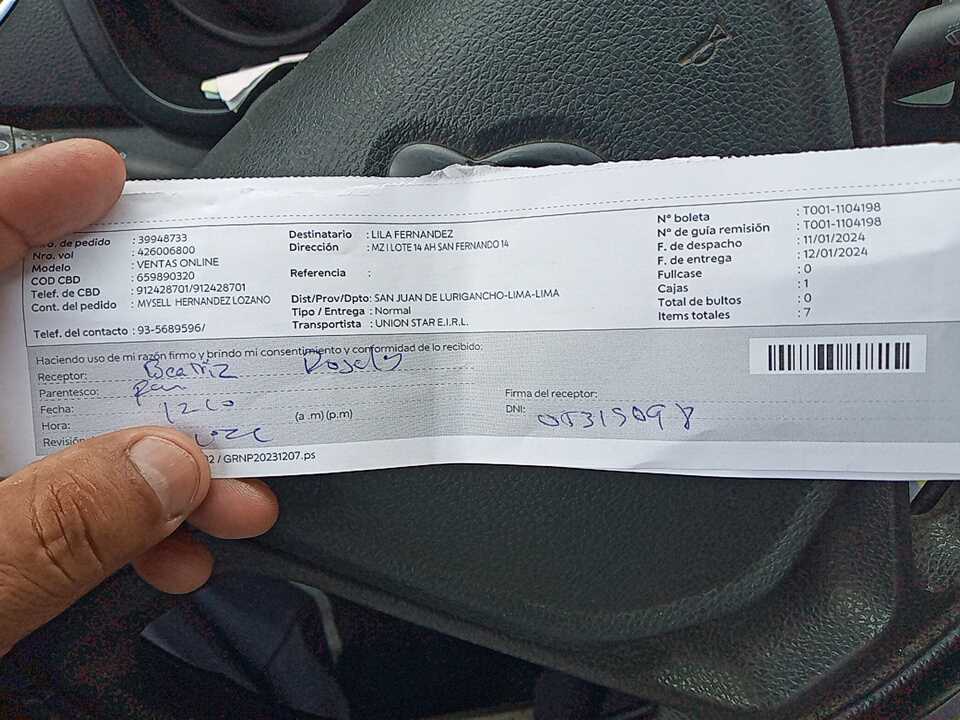 Nro. de pedido : 39948733
Nro. vol : 426006800
Modelo : VENTAS ONLINE
COD CBD : 659890320
Telef. de CBD : 912428701/912428701
Cont. del pedido : MVSELL HERNANDEZ LOZANO
Telef. del contacto : 93-5689596/
Destinatario : LILA FERNANDEZ
Dirección : MZ I LOTE 14 AH SAN FERNANDO 14
Referencia :
Dist/Prov/Dpto: SAN JUAN DE LURIGANCHO-LIMA-LIMA
Tipo / Entrega : Normal
Transportista : UNION STAR E.I.R.L.
N° boleta : T001-1104198
N° de guía remisión : T001-1104198
F. de despacho : 11/01/2024
F. de entrega : 12/01/2024
Fullcase : 0
Cajas : 1
Total de bultos : 0
Items totales : 7
Haciendo uso de mi razón firmo y brindo mi consentimiento y conformidad de lo recibido:
Receptor: Beatriz
Parentesco:
Fecha:
Hora: (a .m) (p.m)
Revisión
Firma del receptor:
DNI:
/ GRNP20231207.ps